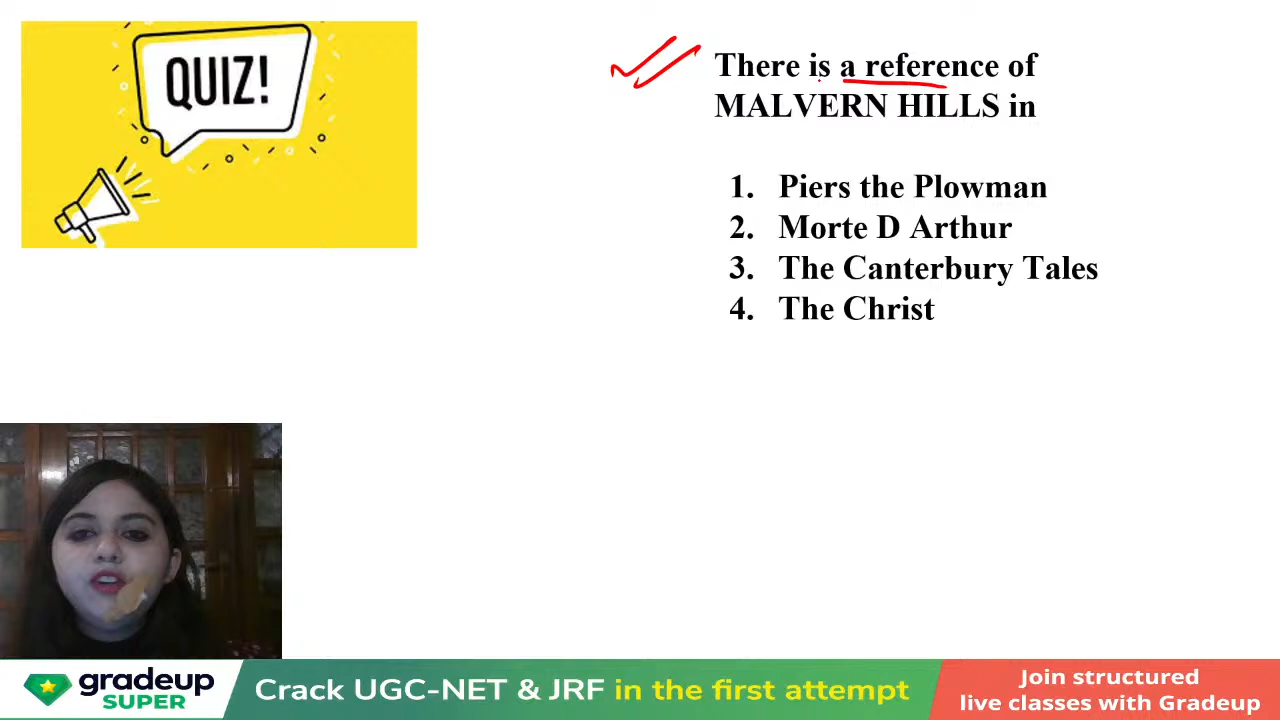 QUIZ!
There is a reference of
MALVERN HILLS in
1. Piers the Plowman
2. Morte D Arthur
3. The Canterbury Tales
4. The Christ
gradeup
SUPER
Crack UGC-NET & JRF in the first attempt
Join structured
live classes with Gradeup